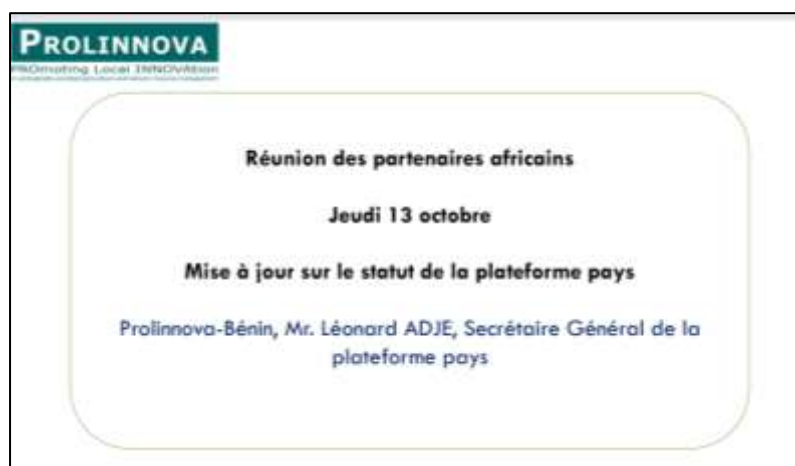 PROLINNOVA
PROmoting Local INNOVAtion
Réunion des partenaires africains
Jeudi 13 octobre
Mise à jour sur le statut de la plateforme pays
Prolinnova-Bénin, Mr. Léonard ADJE, Secrétaire Général de la
plateforme pays